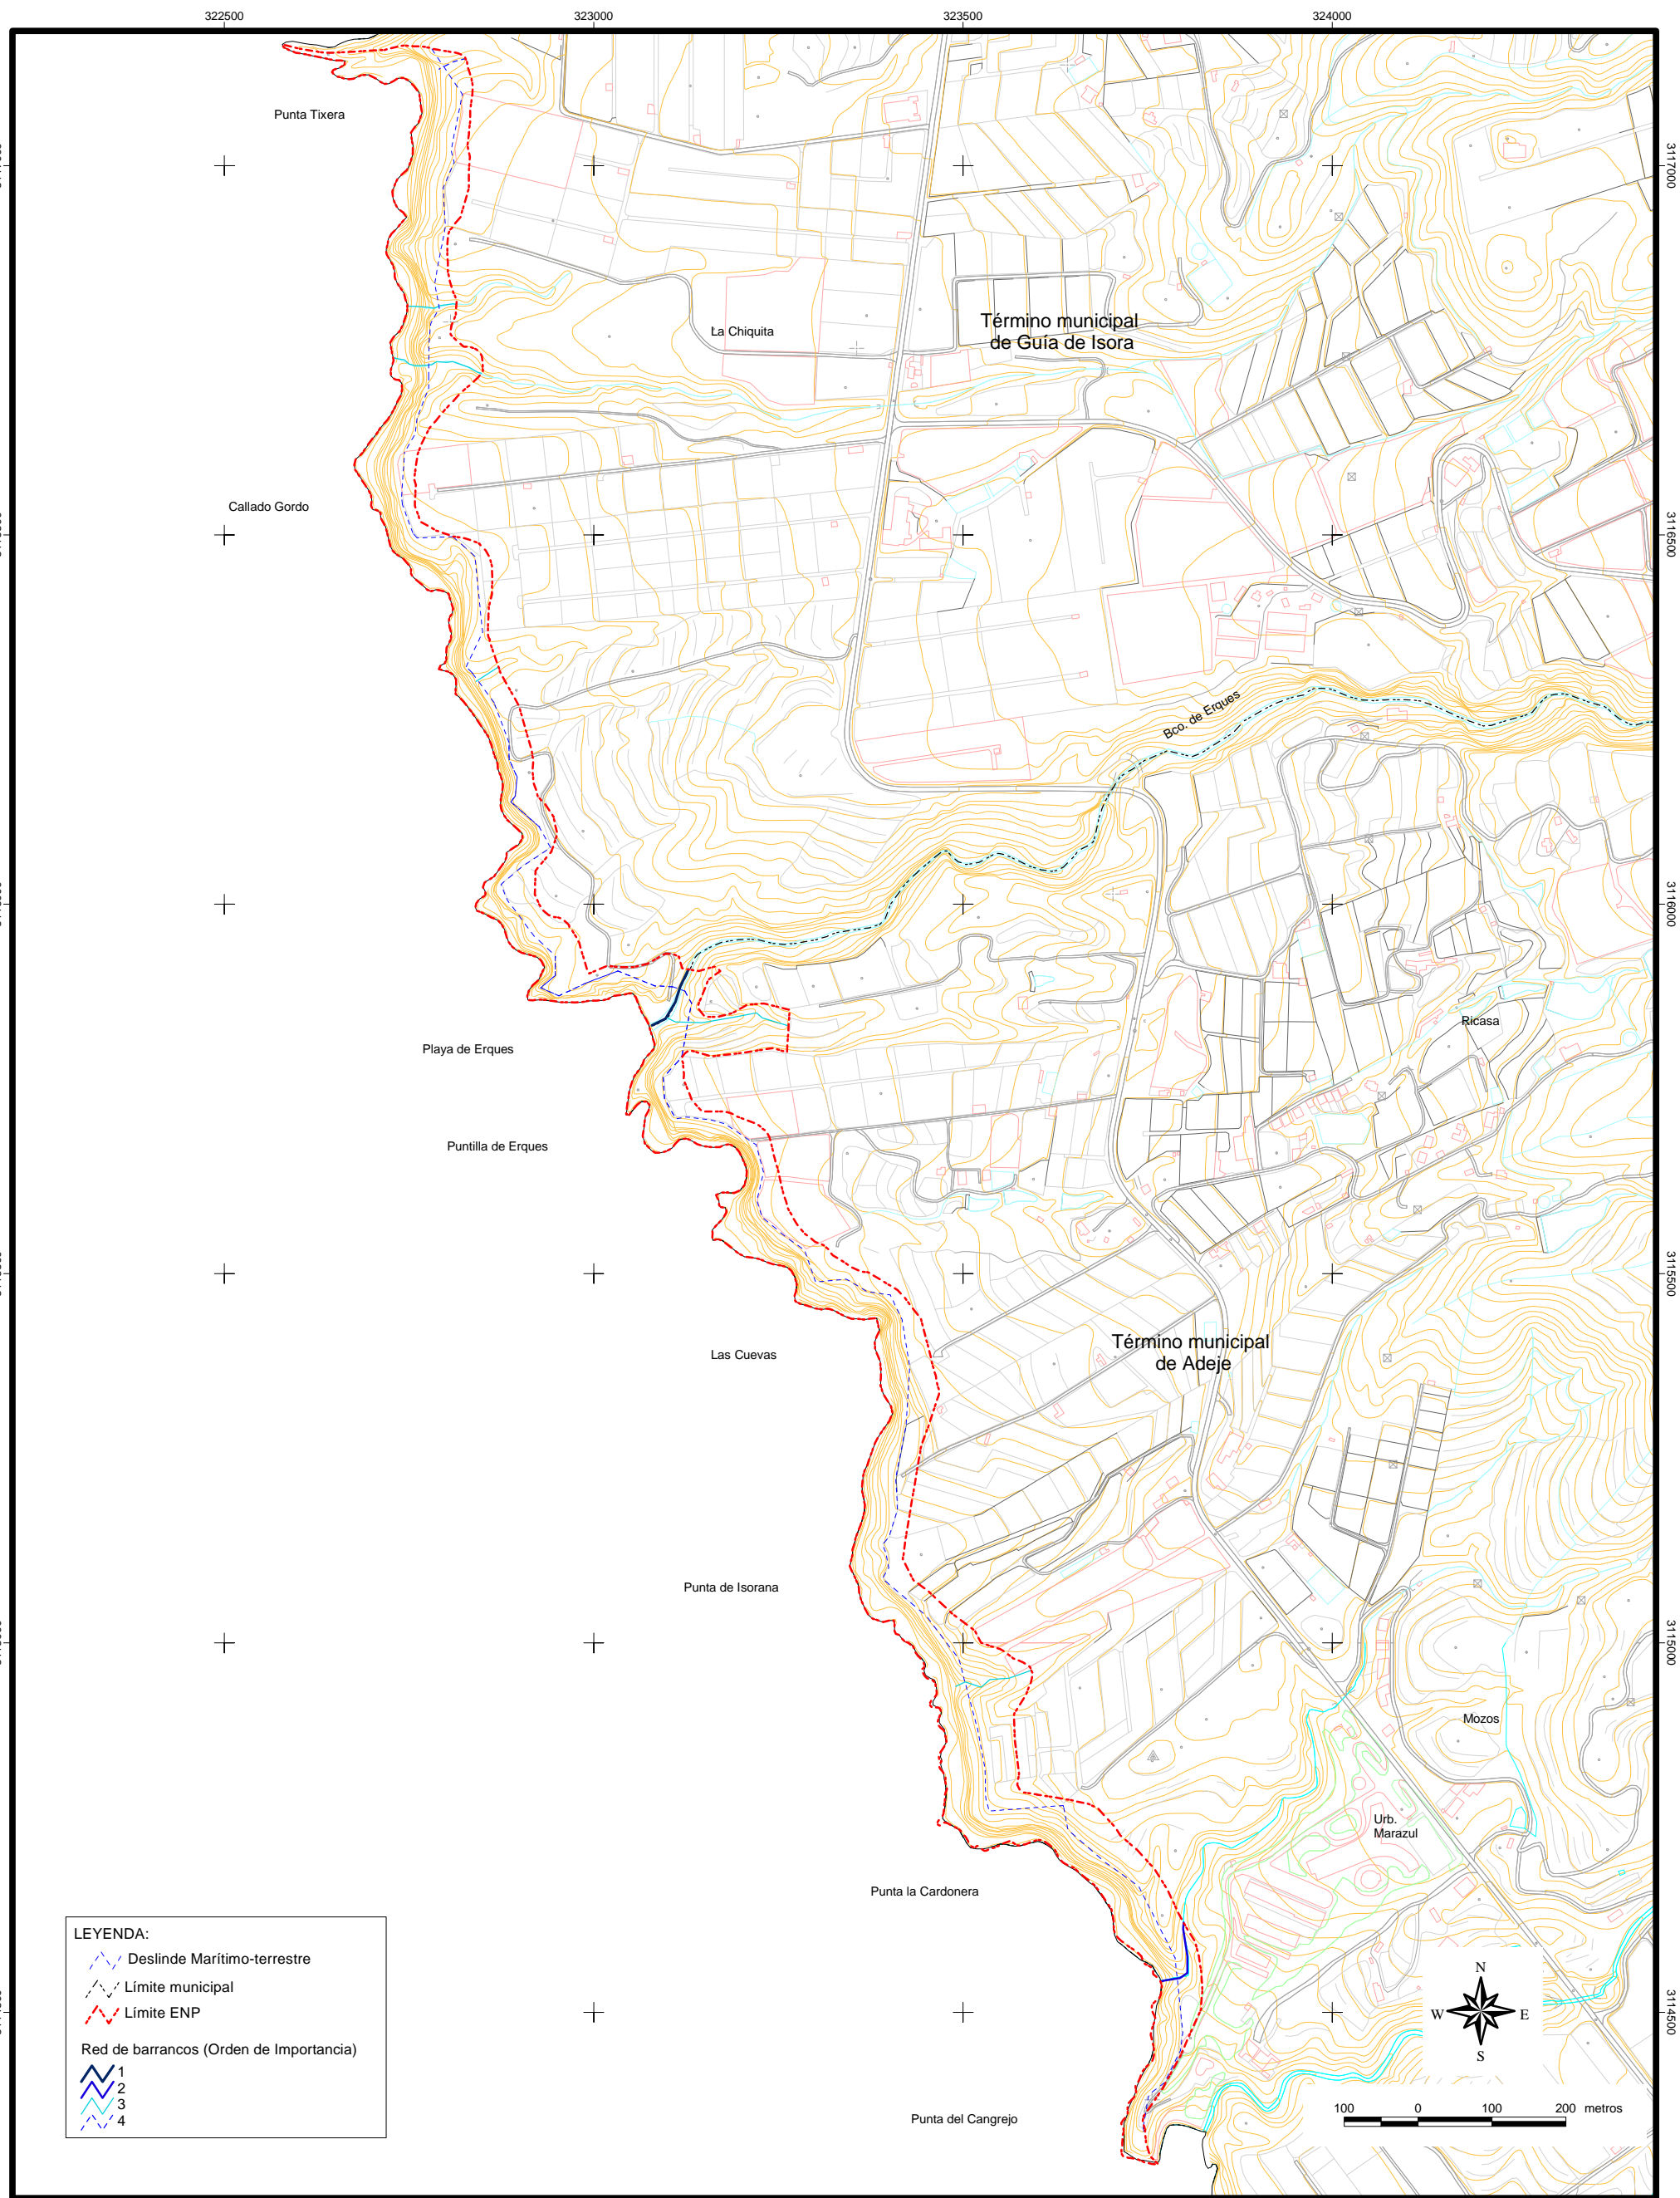 322500
323000
323500
324000
Punta Tixera
3117000
La Chiquita
Término municipal
de Guía de Isora
Callado Gordo
3116500
Bco. de Erques
3116000
Ricasa
Playa de Erques
Puntilla de Erques
3115500
Término municipal
de Adeje
Las Cuevas
Punta de Isorana
3115000
Mozos
Urb.
Marazul
Punta la Cardonera
LEYENDA:
Deslinde Marítimo-terrestre
Límite municipal
Límite ENP
Red de barrancos (Orden de Importancia)
1
2
3
4
N
W
E
S
3114500
Punta del Cangrejo
100
0
100
200
metros